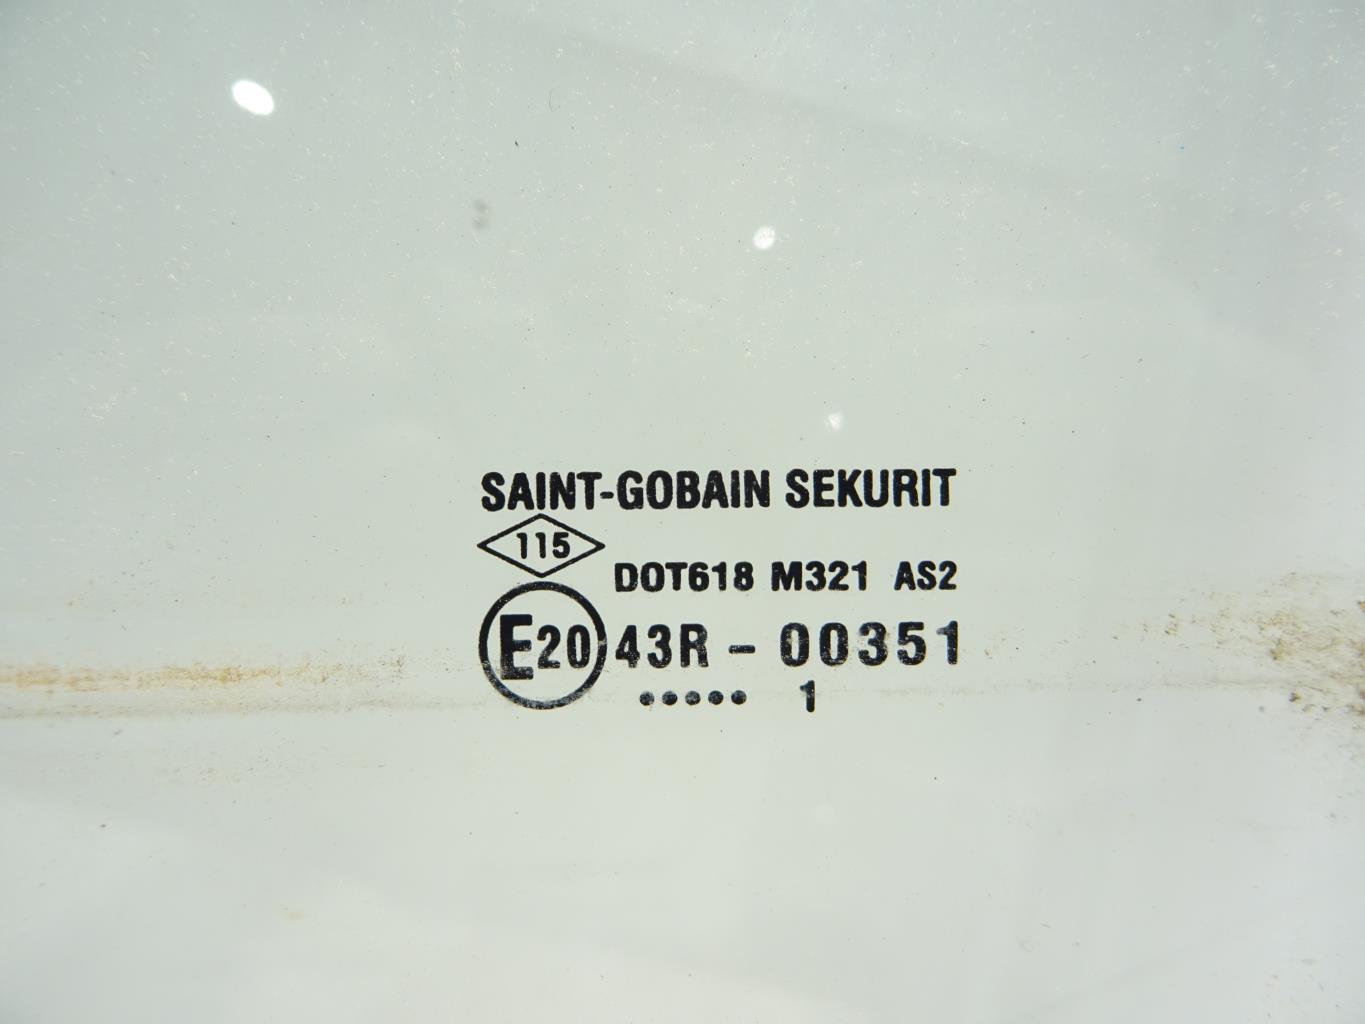 SAINT-GOBAIN SEKURIT
115
DOT618 M321 AS2
E20 43R - 00351
••••• 1